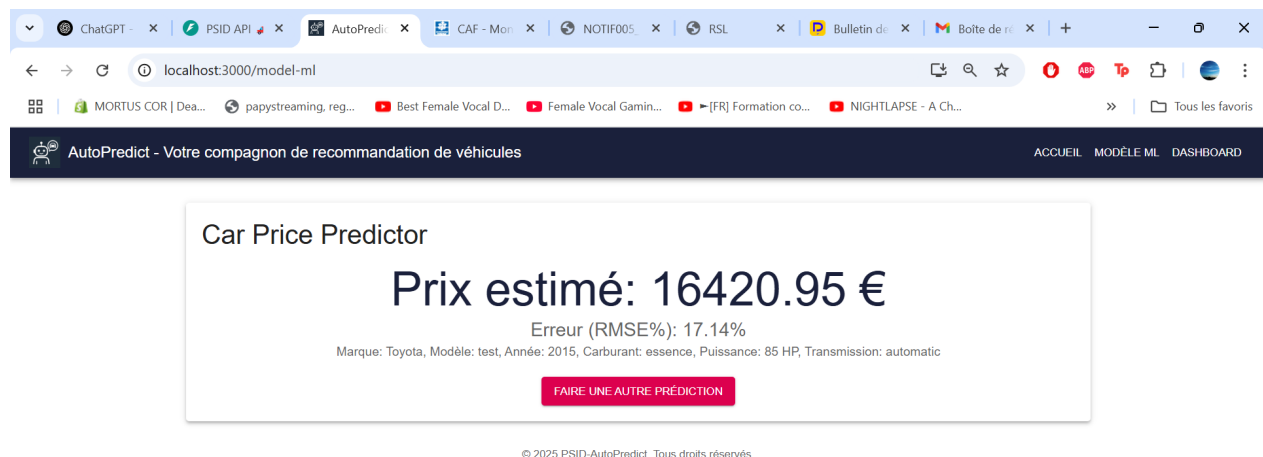 ChatGPT - PSID API AutoPredic CAF - Mon NOTIF005_ RSL Bulletin de Boîte de ré
localhost:3000/model-ml
MORTUS COR | Dea... papystreaming, reg... Best Female Vocal D... Female Vocal Gamin... ►[FR] Formation co... NIGHTLAPSE - A Ch... » Tous les favoris
AutoPredict - Votre compagnon de recommandation de véhicules ACCUEIL MODÈLE ML DASHBOARD
Car Price Predictor
Prix estimé: 16420.95 €
Erreur (RMSE%): 17.14%
Marque: Toyota, Modèle: test, Année: 2015, Carburant: essence, Puissance: 85 HP, Transmission: automatic
FAIRE UNE AUTRE PRÉDICTION
© 2025 PSID-AutoPredict. Tous droits réservés